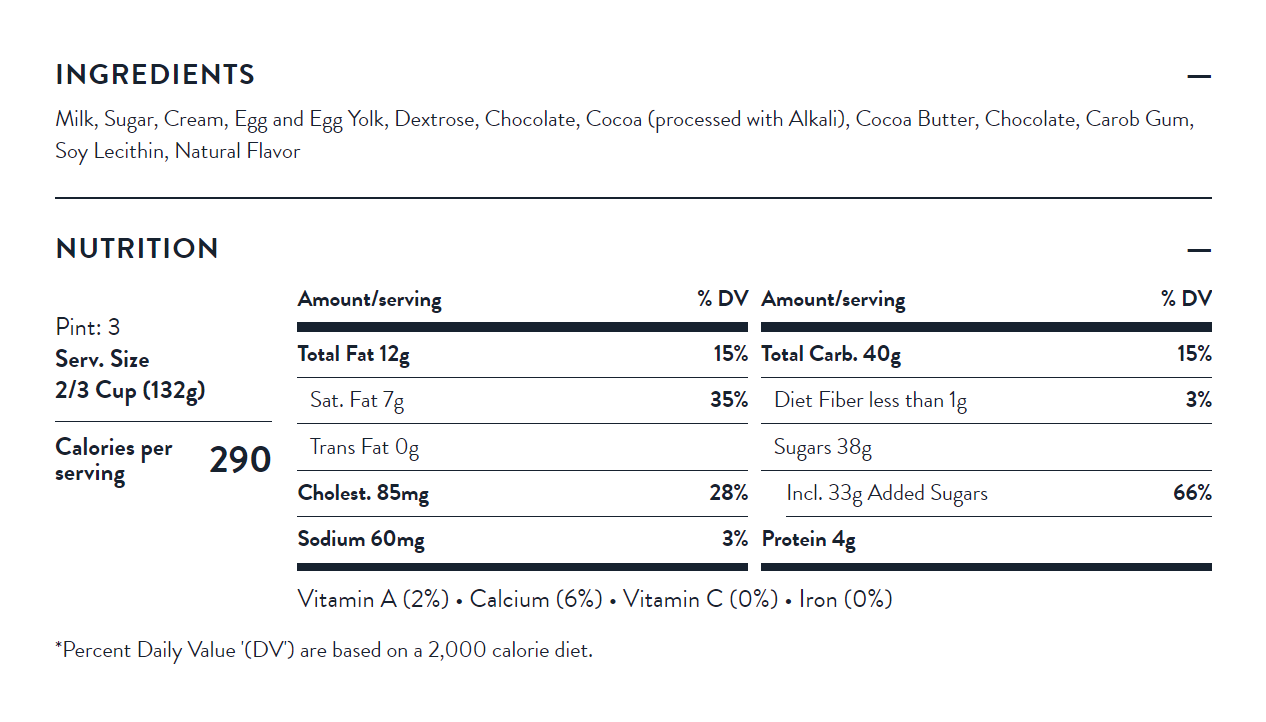 INGREDIENTS —
Milk, Sugar, Cream, Egg and Egg Yolk, Dextrose, Chocolate, Cocoa (processed with Alkali), Cocoa Butter, Chocolate, Carob Gum,
Soy Lecithin, Natural Flavor
NUTRITION —
Pint: 3
Serv. Size
2/3 Cup (132g)
Calories per
serving
290
Amount/serving % DV
Total Fat 12g 15%
Sat. Fat 7g 35%
Trans Fat 0g
Cholest. 85mg 28%
Sodium 60mg 3%
Amount/serving % DV
Total Carb. 40g 15%
Diet Fiber less than 1g 3%
Sugars 38g
Incl. 33g Added Sugars 66%
Protein 4g
Vitamin A (2%) • Calcium (6%) • Vitamin C (0%) • Iron (0%)
*Percent Daily Value '(DV') are based on a 2,000 calorie diet.